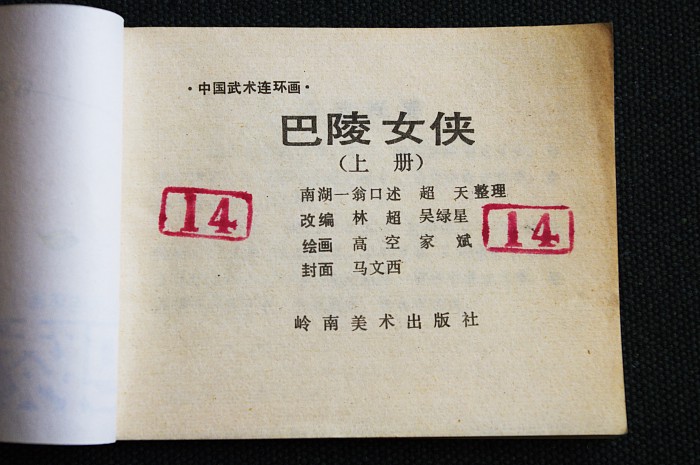 ·中国武术连环画·
巴陵女侠
（上 册）
南湖一翁口述 超 天整理
改编 林 超 吴绿星
绘画 高 空 家 斌
封面 马文西
14
14
岭南美术出版社